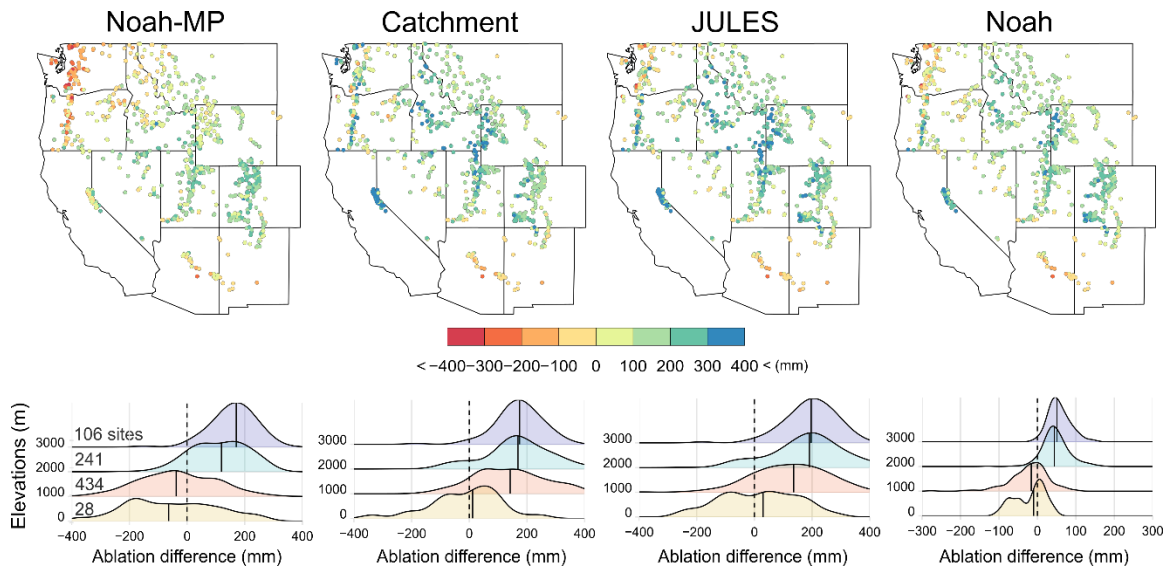 Noah-MP Catchment JULES Noah
< −400−300−200−100 0 100 200 300 400 < (mm)
Elevations (m)
3000 106 sites
2000 241
1000 434
0 28
−400 −200 0 200 400
Ablation difference (mm)
3000
2000
1000
0
−400 −200 0 200 400
Ablation difference (mm)
3000
2000
1000
0
−400 −200 0 200 400
Ablation difference (mm)
3000
2000
1000
0
−300 −200 −100 0 100 200 300
Ablation difference (mm)